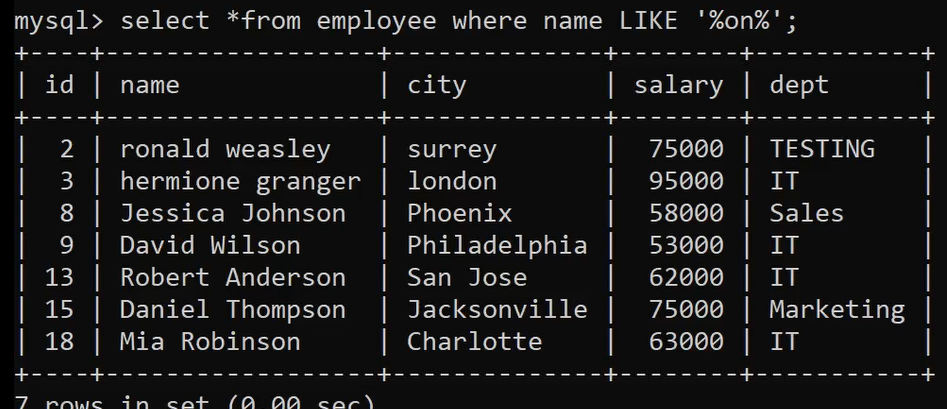 mysql> select *from employee where name LIKE '%on%';
+----+------------------+--------------+--------+-----------+
| id | name             | city         | salary | dept      |
+----+------------------+--------------+--------+-----------+
|  2 | ronald weasley   | surrey       |  75000 | TESTING   |
|  3 | hermione granger | london       |  95000 | IT        |
|  8 | Jessica Johnson  | Phoenix      |  58000 | Sales     |
|  9 | David Wilson     | Philadelphia |  53000 | IT        |
| 13 | Robert Anderson  | San Jose     |  62000 | IT        |
| 15 | Daniel Thompson  | Jacksonville |  75000 | Marketing |
| 18 | Mia Robinson     | Charlotte    |  63000 | IT        |
+----+------------------+--------------+--------+-----------+
7 rows in set (0.00 sec)